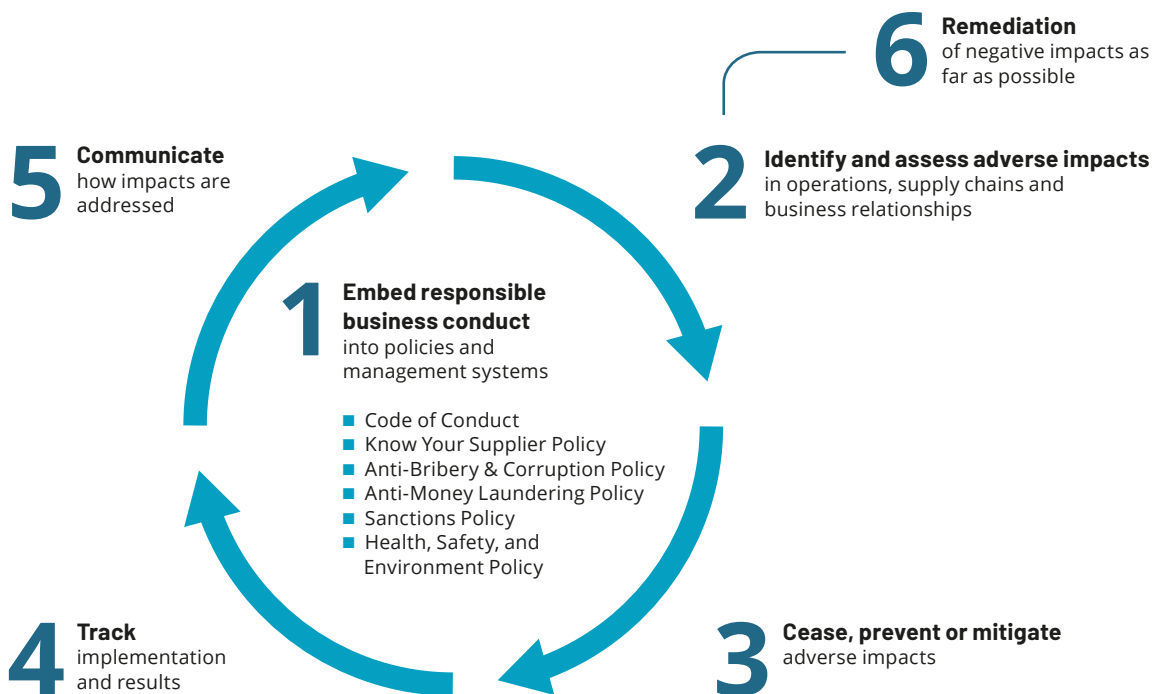 1
Embed responsible
business conduct
into policies and
management systems
■ Code of Conduct
■ Know Your Supplier Policy
■ Anti-Bribery & Corruption Policy
■ Anti-Money Laundering Policy
■ Sanctions Policy
■ Health, Safety, and
Environment Policy
2
Identify and assess adverse impacts
in operations, supply chains and
business relationships
3
Cease, prevent or mitigate
adverse impacts
4
Track
implementation
and results
5
Communicate
how impacts are
addressed
6
Remediation
of negative impacts as
far as possible